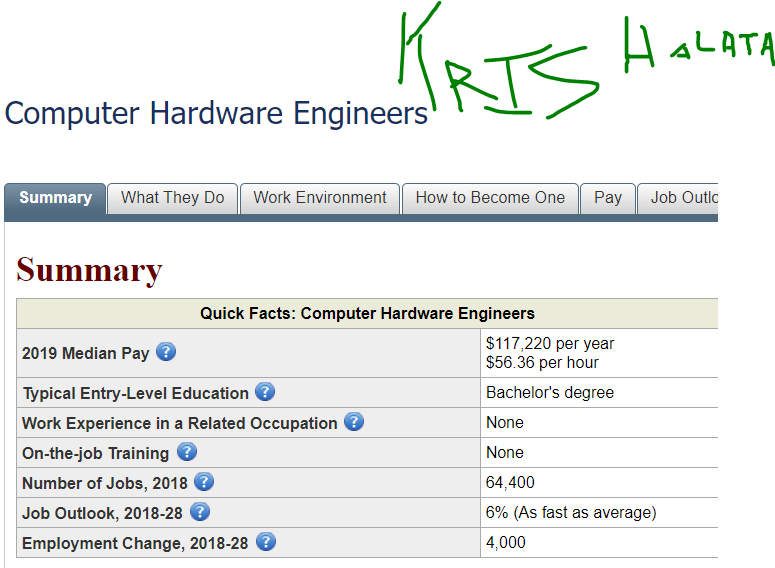 KRIS HALATA
Computer Hardware Engineers
Summary What They Do Work Environment How to Become One Pay Job Outlo
Summary
Quick Facts: Computer Hardware Engineers
2019 Median Pay ? $117,220 per year
$56.36 per hour
Typical Entry-Level Education ? Bachelor's degree
Work Experience in a Related Occupation ? None
On-the-job Training ? None
Number of Jobs, 2018 ? 64,400
Job Outlook, 2018-28 ? 6% (As fast as average)
Employment Change, 2018-28 ? 4,000